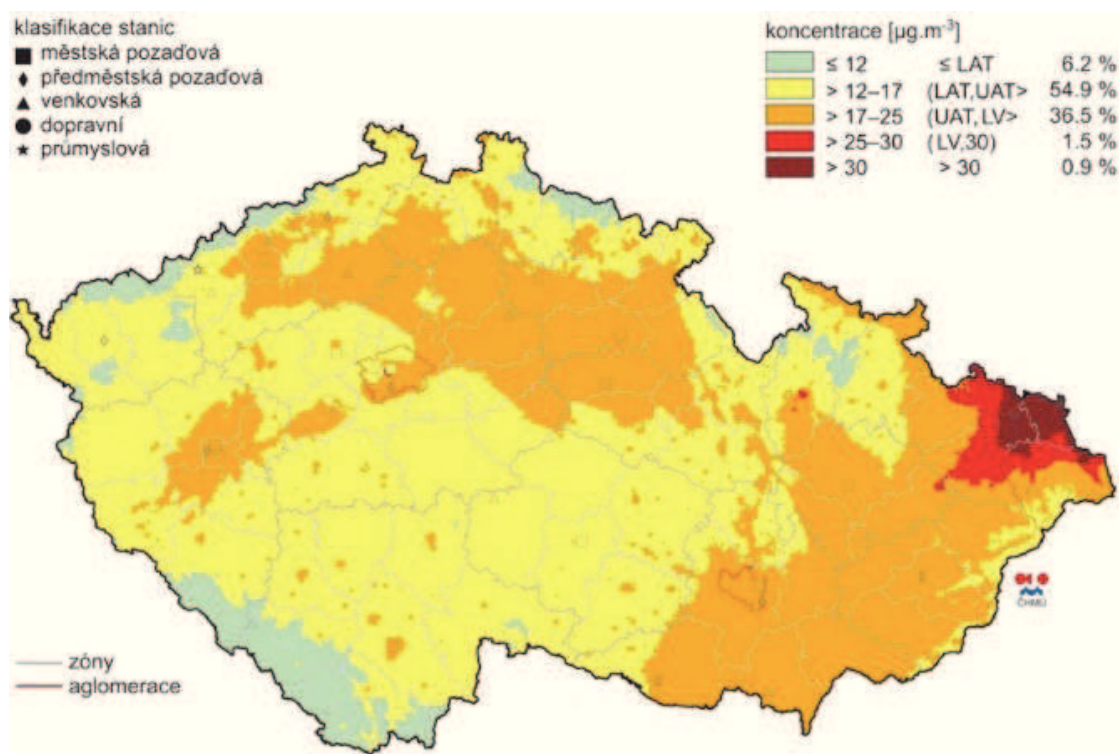 klasifikace stanic
městská pozaďová
předměstská pozaďová
venkovská
dopravní
průmyslová
koncentrace [µg.m⁻³]
≤ 12 ≤ LAT 6.2 %
> 12–17 (LAT,UAT> 54.9 %
> 17–25 (UAT, LV> 36.5 %
> 25–30 (LV,30) 1.5 %
> 30 > 30 0.9 %
ČHMÚ
zóny
aglomerace